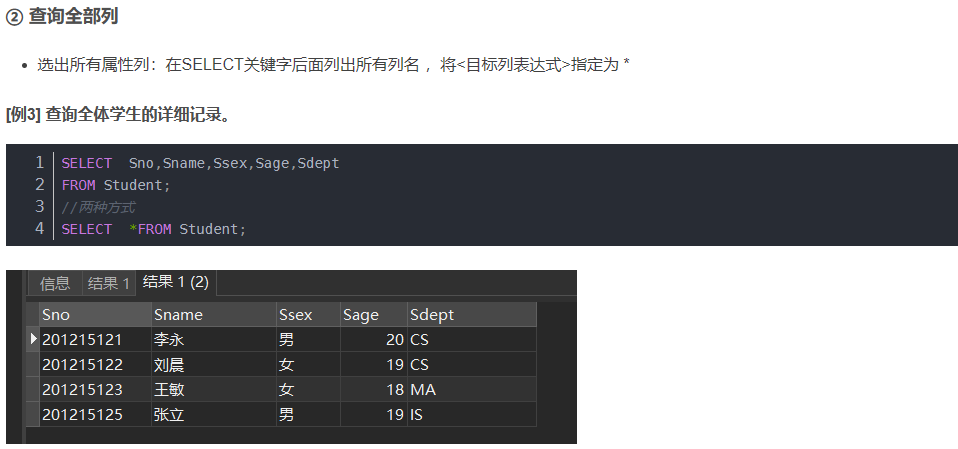 ② 查询全部列
• 选出所有属性列：在SELECT关键字后面列出所有列名 ，将<目标列表达式>指定为 *
[例3] 查询全体学生的详细记录。
1 SELECT  Sno,Sname,Ssex,Sage,Sdept
2 FROM Student;
3 //两种方式
4 SELECT  *FROM Student;
信息 结果 1 结果 1 (2)
Sno Sname Ssex Sage Sdept
201215121 李永 男 20 CS
201215122 刘晨 女 19 CS
201215123 王敏 女 18 MA
201215125 张立 男 19 IS